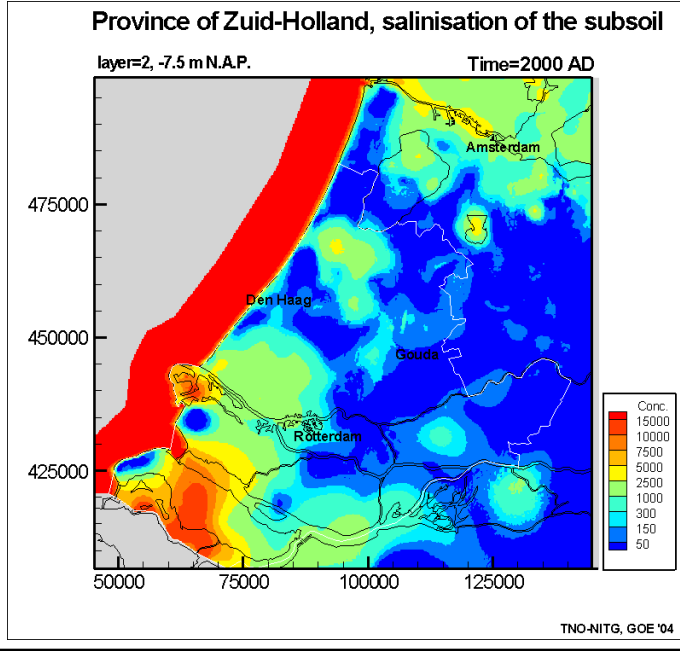 Province of Zuid-Holland, salinisation of the subsoil
layer=2, -7.5 m N.A.P. Time=2000 AD
Amsterdam
475000
Den Haag
450000
Gouda
Rotterdam
425000
50000 75000 100000 125000
Conc.
15000
10000
7500
5000
2500
1000
300
150
50
TNO-NITG, GOE '04